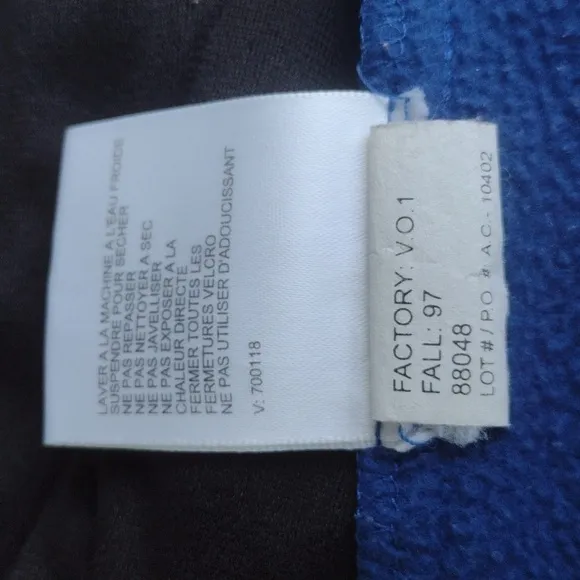 LAVER A LA MACHINE A L'EAU FROIDE
SUSPENDRE POUR SECHER
NE PAS REPASSER
NE PAS NETTOYER A SEC
NE PAS JAVELLISER
NE PAS EXPOSER A LA
CHALEUR DIRECTE
FERMER TOUTES LES
FERMETURES VELCRO
NE PAS UTILISER D'ADOUCISSANT
V: 700118
FACTORY: V.O.1
FALL: 97
88048
LOT #/P.O #: A.C.- 10402